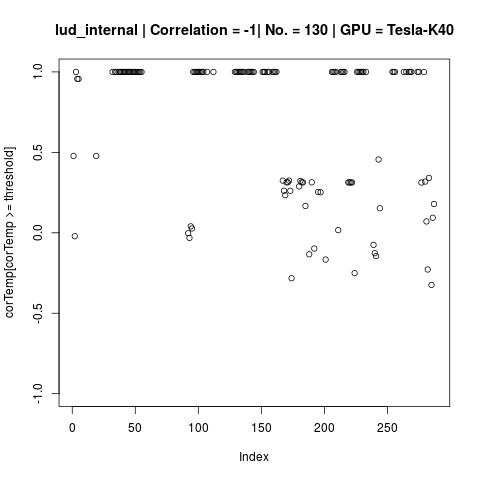 lud_internal | Correlation = -1| No. = 130 | GPU = Tesla-K40
corTemp[corTemp >= threshold]
1.0
0.5
0.0
-0.5
-1.0
0 50 100 150 200 250
Index